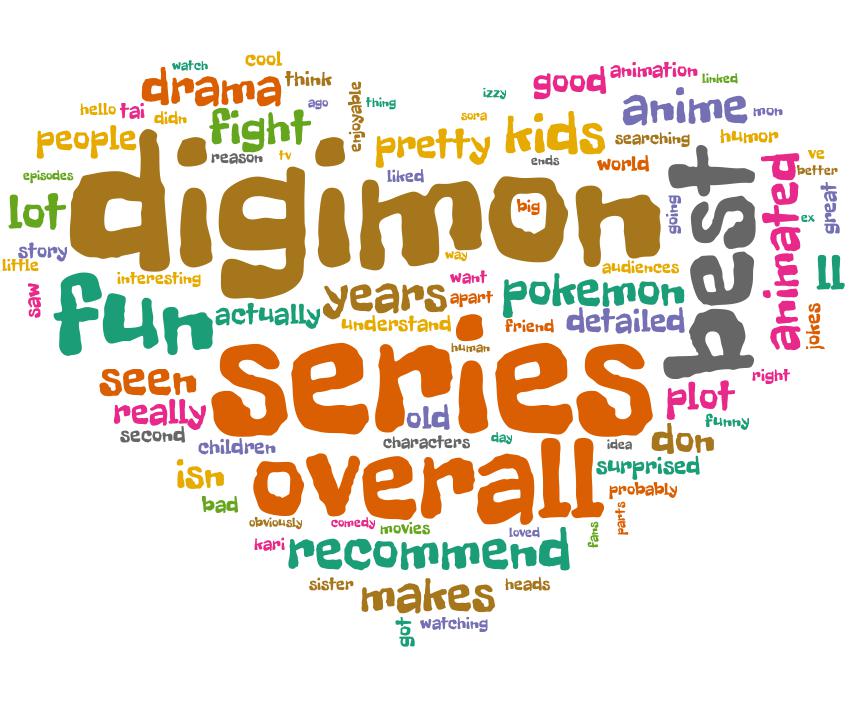 watch
cool
drama
think
good
animation
linked
hello
tai
ago
enjoyable
thing
izzy
anime
mon
didn
people
fight
sora
kids
searching
humor
reason
tv
pretty
ends
world
ve
better
episodes
digimon
liked
big
best
animated
great
lot
going
ex
story
little
way
audiences
ll
saw
interesting
fun
actually
years
want
apart
pokemon
understand
friend
detailed
jokes
human
series
seen
really
old
right
plot
funny
second
children
characters
day
idea
don
isn
overall
surprised
bad
probably
obviously
comedy
movies
loved
fans
parts
kari
recommend
sister
makes
heads
got
watching